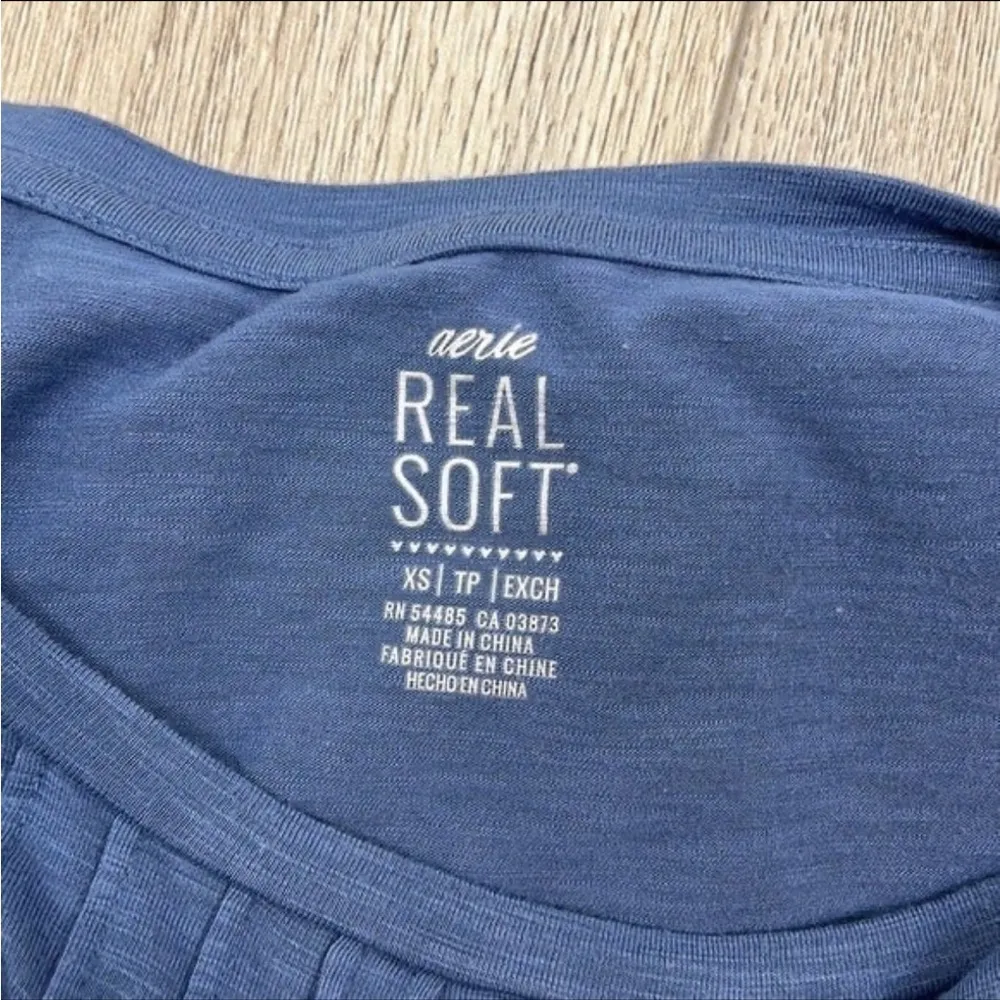 aerie
REAL
SOFT®
XS | TP | EXCH
RN 54485 CA 03873
MADE IN CHINA
FABRIQUÉ EN CHINE
HECHO EN CHINA